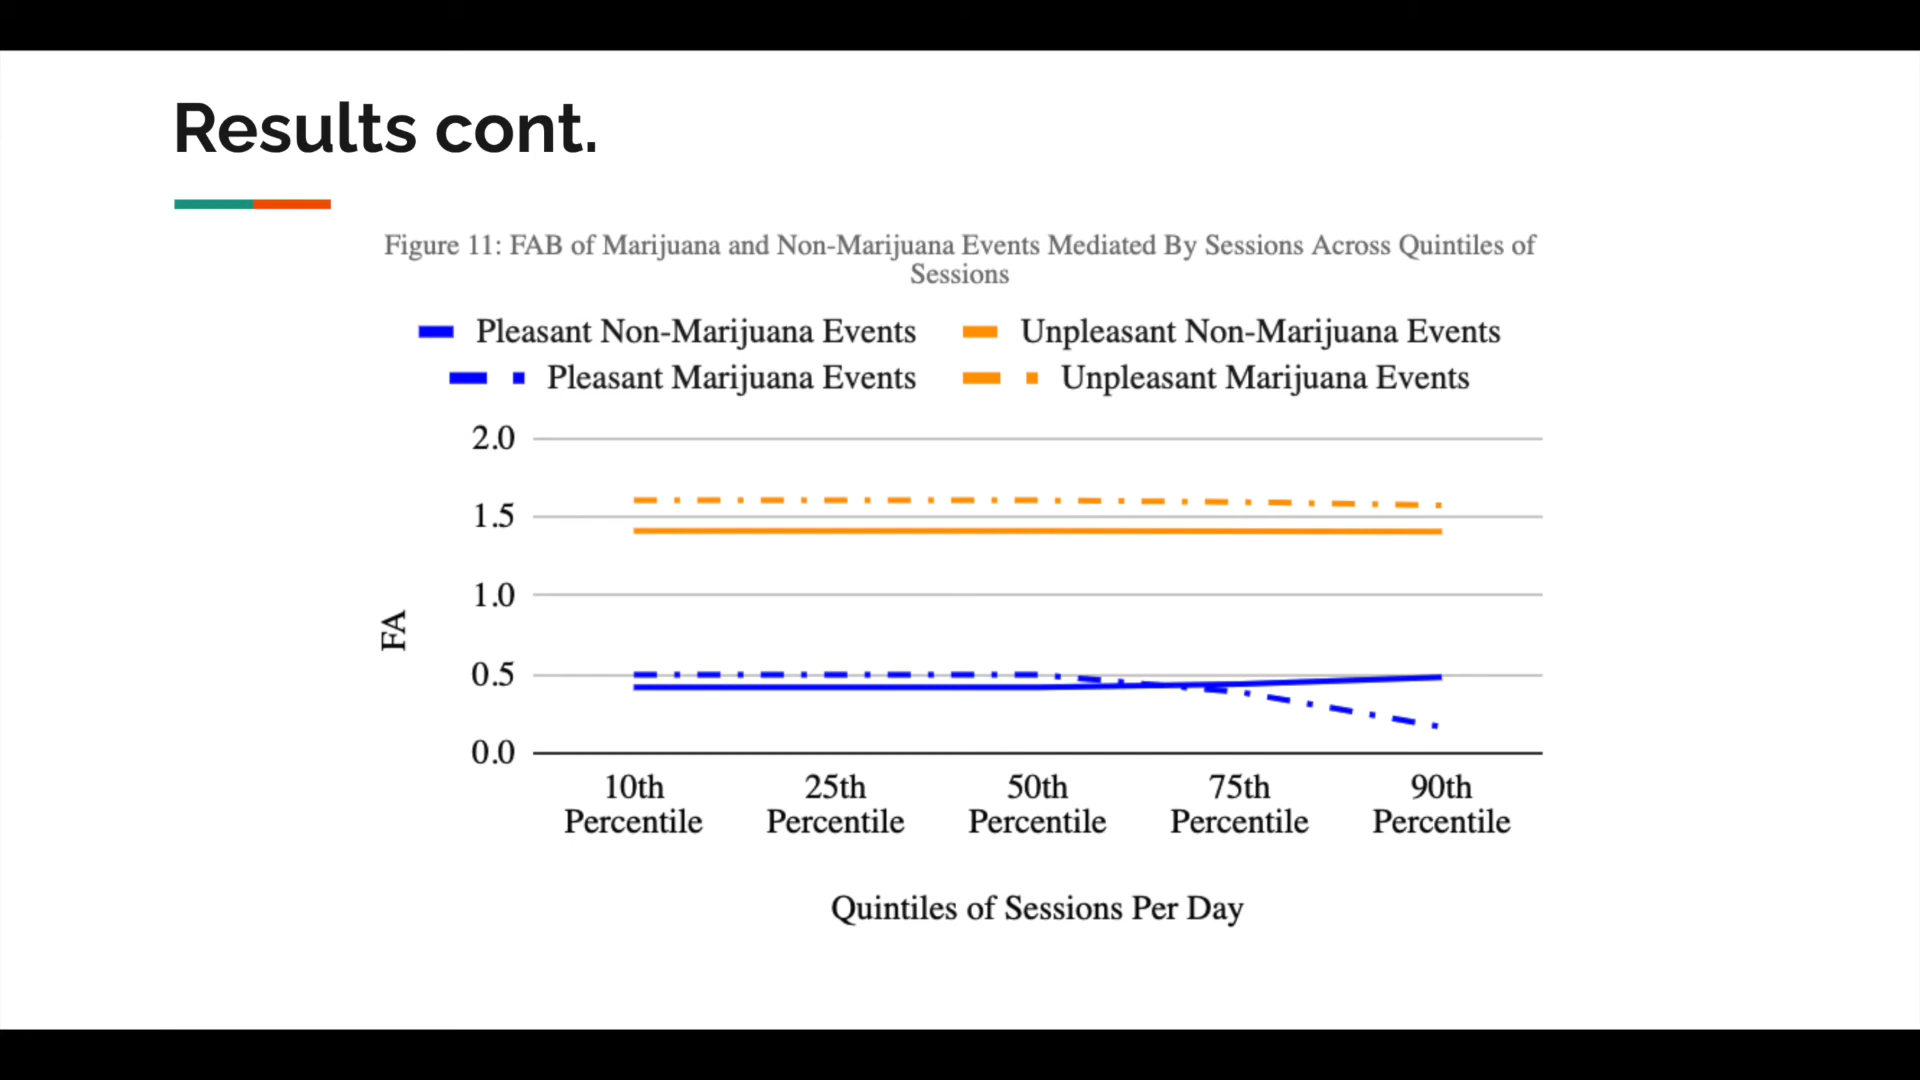 Results cont.
Figure 11: FAB of Marijuana and Non-Marijuana Events Mediated By Sessions Across Quintiles of
Sessions
Pleasant Non-Marijuana Events
Unpleasant Non-Marijuana Events
Pleasant Marijuana Events
Unpleasant Marijuana Events
2.0
1.5
1.0
0.5
0.0
FA
10th Percentile
25th Percentile
50th Percentile
75th Percentile
90th Percentile
Quintiles of Sessions Per Day